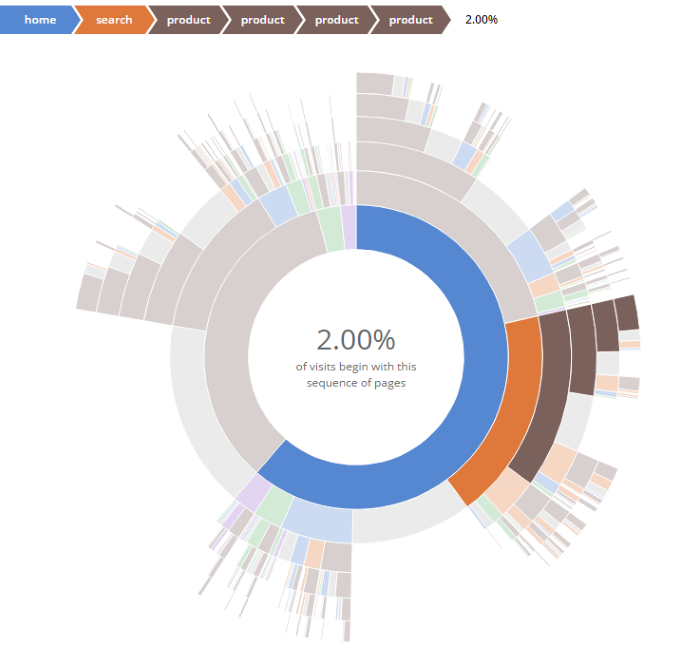 home search product product product product 2.00%
2.00%
of visits begin with this
sequence of pages